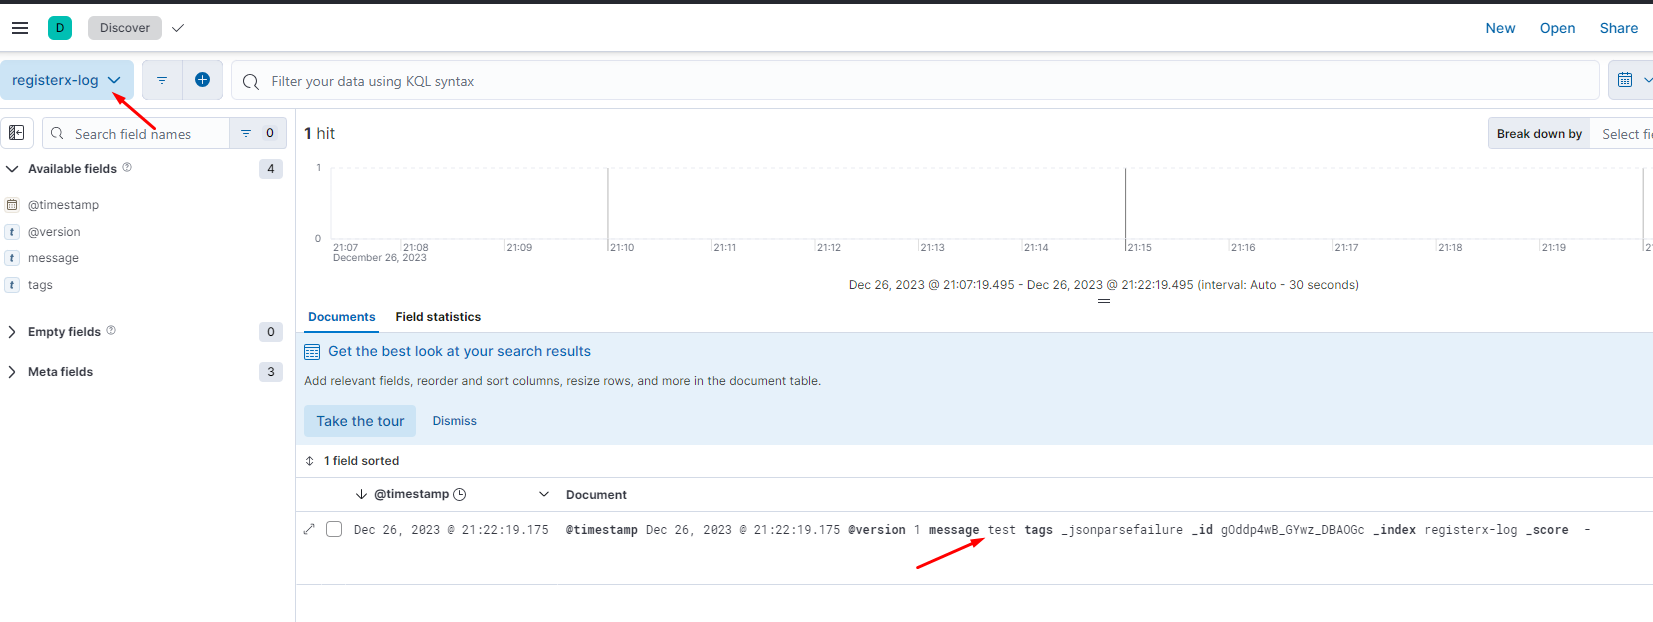 D Discover New Open Share
registerx-log Filter your data using KQL syntax
Search field names 0
1 hit
Break down by Select fi
Available fields 4
@timestamp
t @version
t message
t tags
Empty fields 0
Meta fields 3
1
0
21:07 21:08 21:09 21:10 21:11 21:12 21:13 21:14 21:15 21:16 21:17 21:18 21:19 2
December 26, 2023
Dec 26, 2023 @ 21:07:19.495 - Dec 26, 2023 @ 21:22:19.495 (interval: Auto - 30 seconds)
Documents Field statistics
Get the best look at your search results
Add relevant fields, reorder and sort columns, resize rows, and more in the document table.
Take the tour Dismiss
1 field sorted
@timestamp Document
Dec 26, 2023 @ 21:22:19.175 @timestamp Dec 26, 2023 @ 21:22:19.175 @version 1 message test tags _jsonparsefailure _id gOddp4wB_GYwz_DBAOGc _index registerx-log _score -